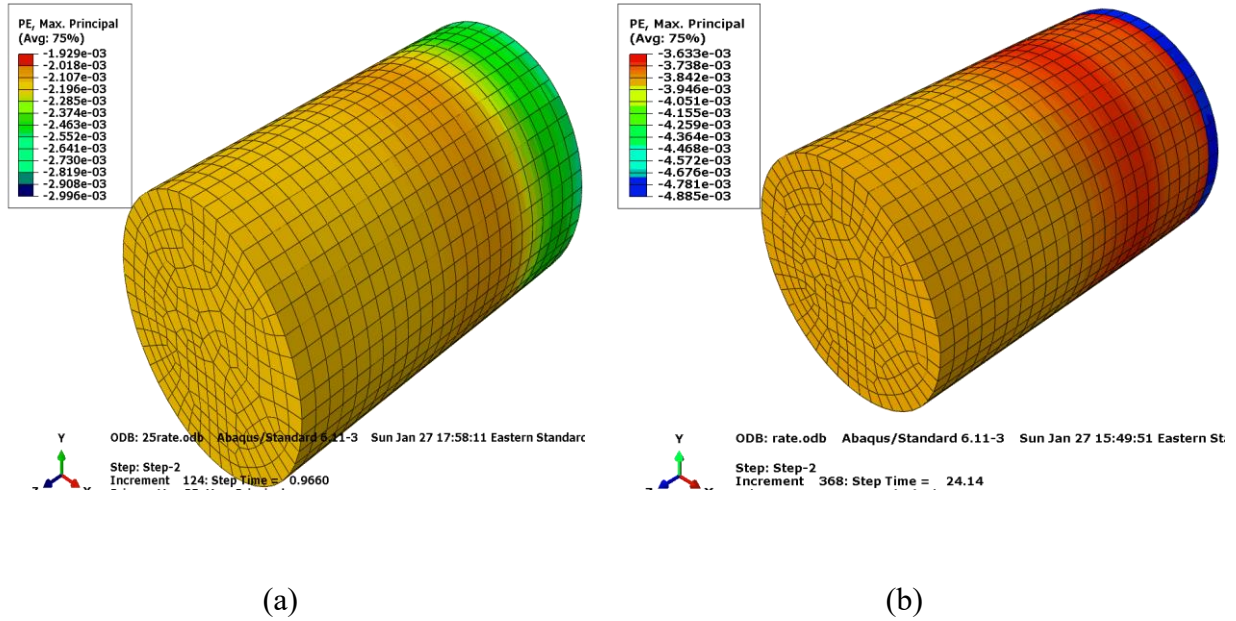 PE, Max. Principal
(Avg: 75%)
-1.929e-03
-2.018e-03
-2.107e-03
-2.196e-03
-2.285e-03
-2.374e-03
-2.463e-03
-2.552e-03
-2.641e-03
-2.730e-03
-2.819e-03
-2.908e-03
-2.996e-03
Y
Z
X
ODB: 25rate.odb Abaqus/Standard 6.11-3 Sun Jan 27 17:58:11 Eastern Standard
Step: Step-2
Increment 124: Step Time = 0.9660
(a)
PE, Max. Principal
(Avg: 75%)
-3.633e-03
-3.738e-03
-3.842e-03
-3.946e-03
-4.051e-03
-4.155e-03
-4.259e-03
-4.364e-03
-4.468e-03
-4.572e-03
-4.676e-03
-4.781e-03
-4.885e-03
Y
Z
X
ODB: rate.odb Abaqus/Standard 6.11-3 Sun Jan 27 15:49:51 Eastern
Step: Step-2
Increment 368: Step Time = 24.14
(b)